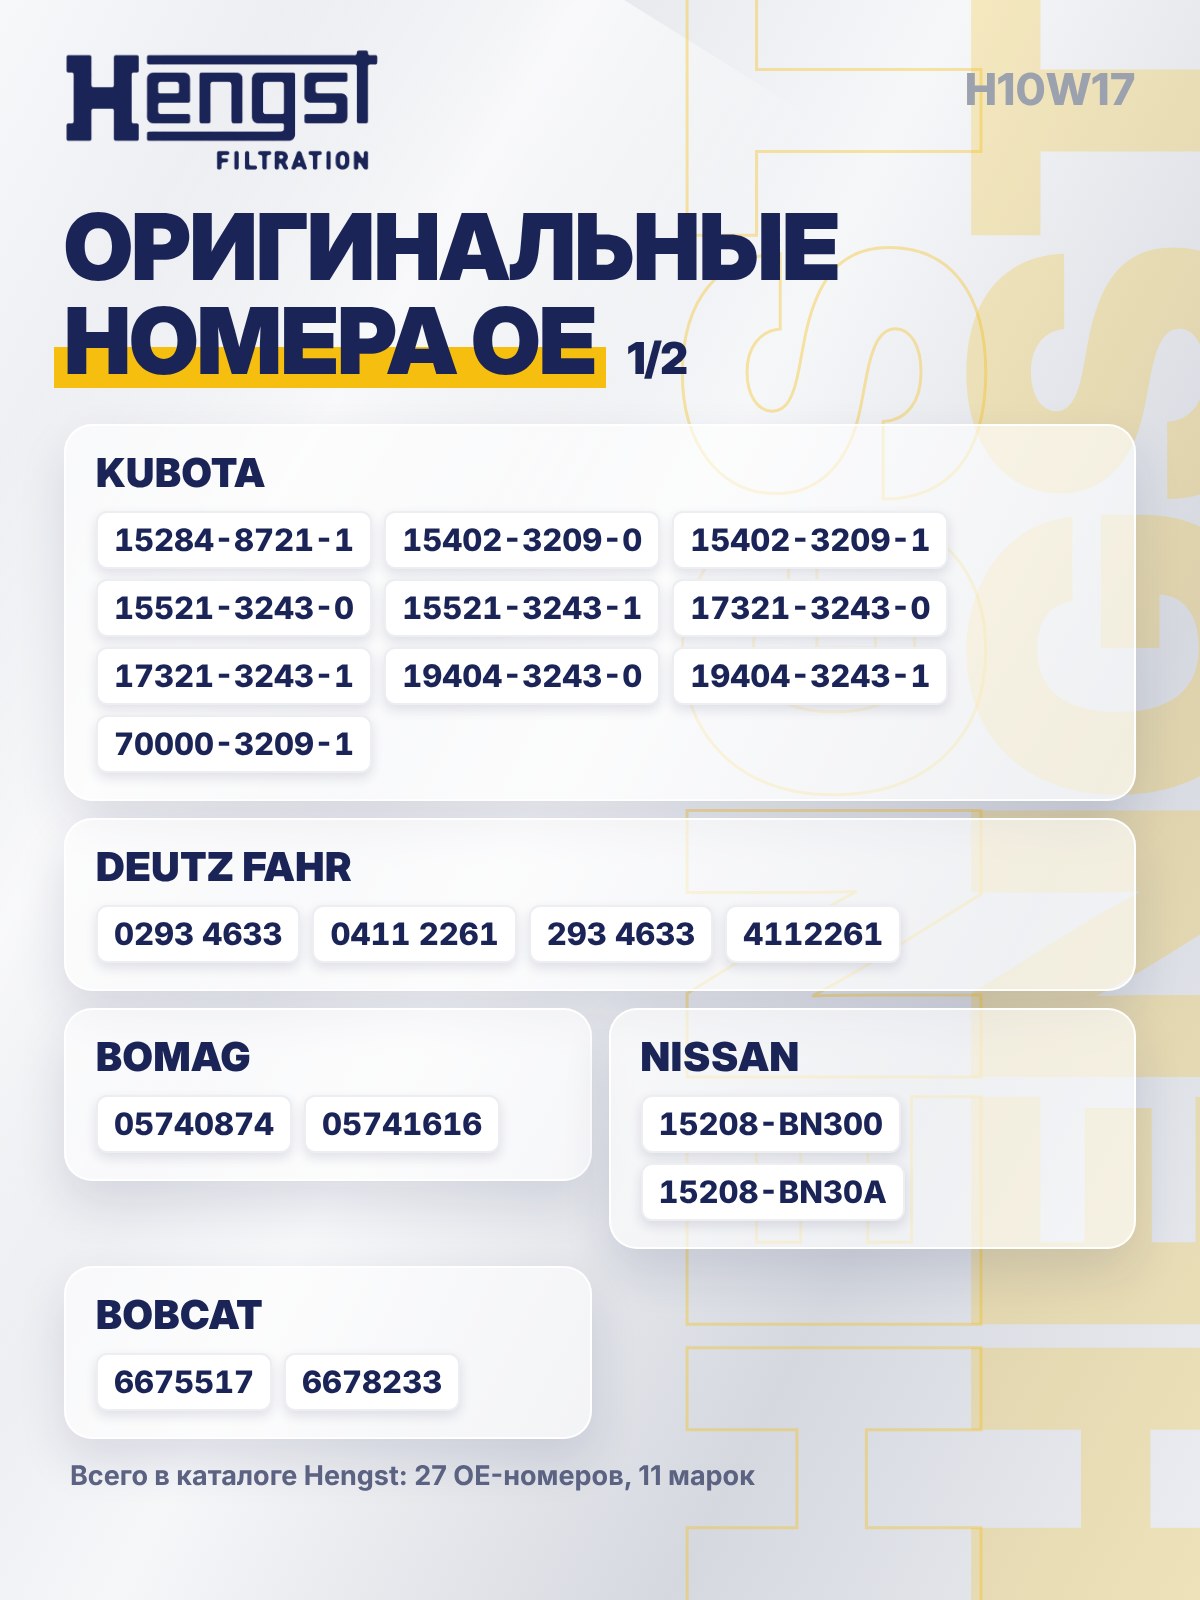 Hengst
FILTRATION
H10W17
ОРИГИНАЛЬНЫЕ
НОМЕРА OE 1/2
KUBOTA
15284-8721-1 15402-3209-0 15402-3209-1
15521-3243-0 15521-3243-1 17321-3243-0
17321-3243-1 19404-3243-0 19404-3243-1
70000-3209-1
DEUTZ FAHR
0293 4633 0411 2261 293 4633 4112261
BOMAG
05740874 05741616
NISSAN
15208-BN300
15208-BN30A
BOBCAT
6675517 6678233
Всего в каталоге Hengst: 27 OE-номеров, 11 марок
HENGST
HENGST